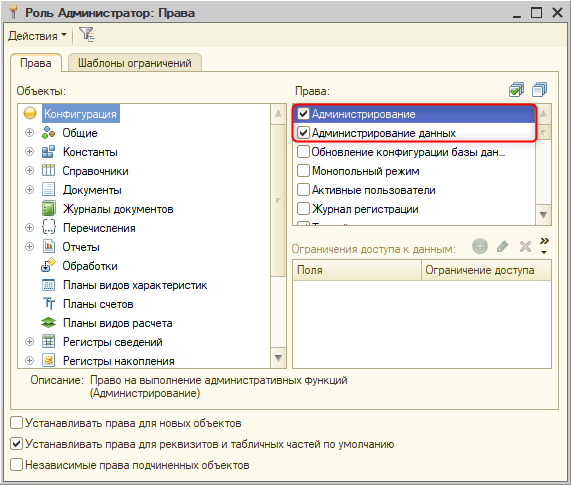 Роль Администратор: Права
Действия
Права
Шаблоны ограничений
Объекты:
Конфигурация
Общие
Константы
Справочники
Документы
Журналы документов
Перечисления
Отчеты
Обработки
Планы видов характеристик
Планы счетов
Планы видов расчета
Регистры сведений
Регистры накопления
Права:
Администрирование
Администрирование данных
Обновление конфигурации базы дан...
Монопольный режим
Активные пользователи
Журнал регистрации
Ограничения доступа к данным:
Поля
Ограничение доступа
Описание: Право на выполнение административных функций
(Администрирование)
Устанавливать права для новых объектов
Устанавливать права для реквизитов и табличных частей по умолчанию
Независимые права подчиненных объектов